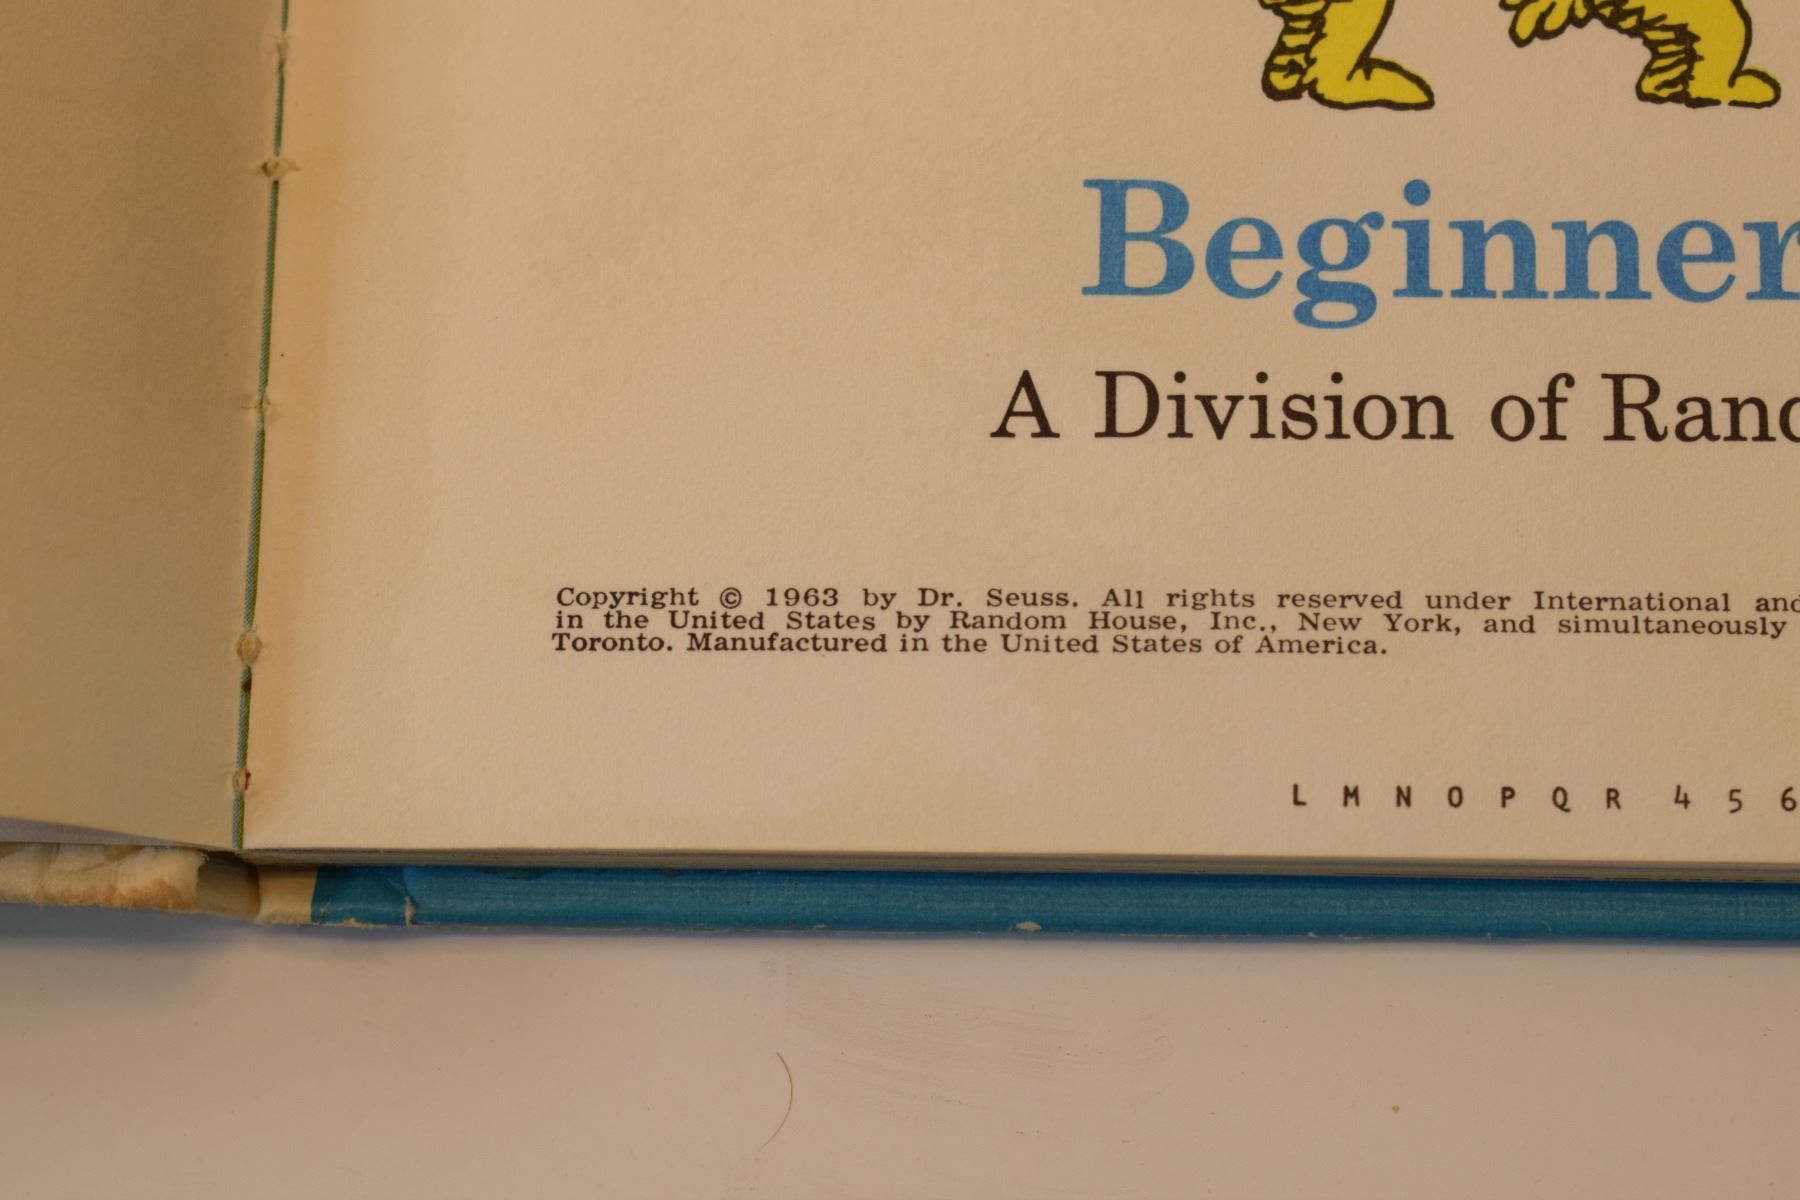 Beginner
A Division of
Copyright © 1963 by Dr. Seuss. All rights reserved under International and
in the United States by Random House, Inc., New York, and simultaneously
Toronto. Manufactured in the United States of America.
L M N O P Q R 4 5 6